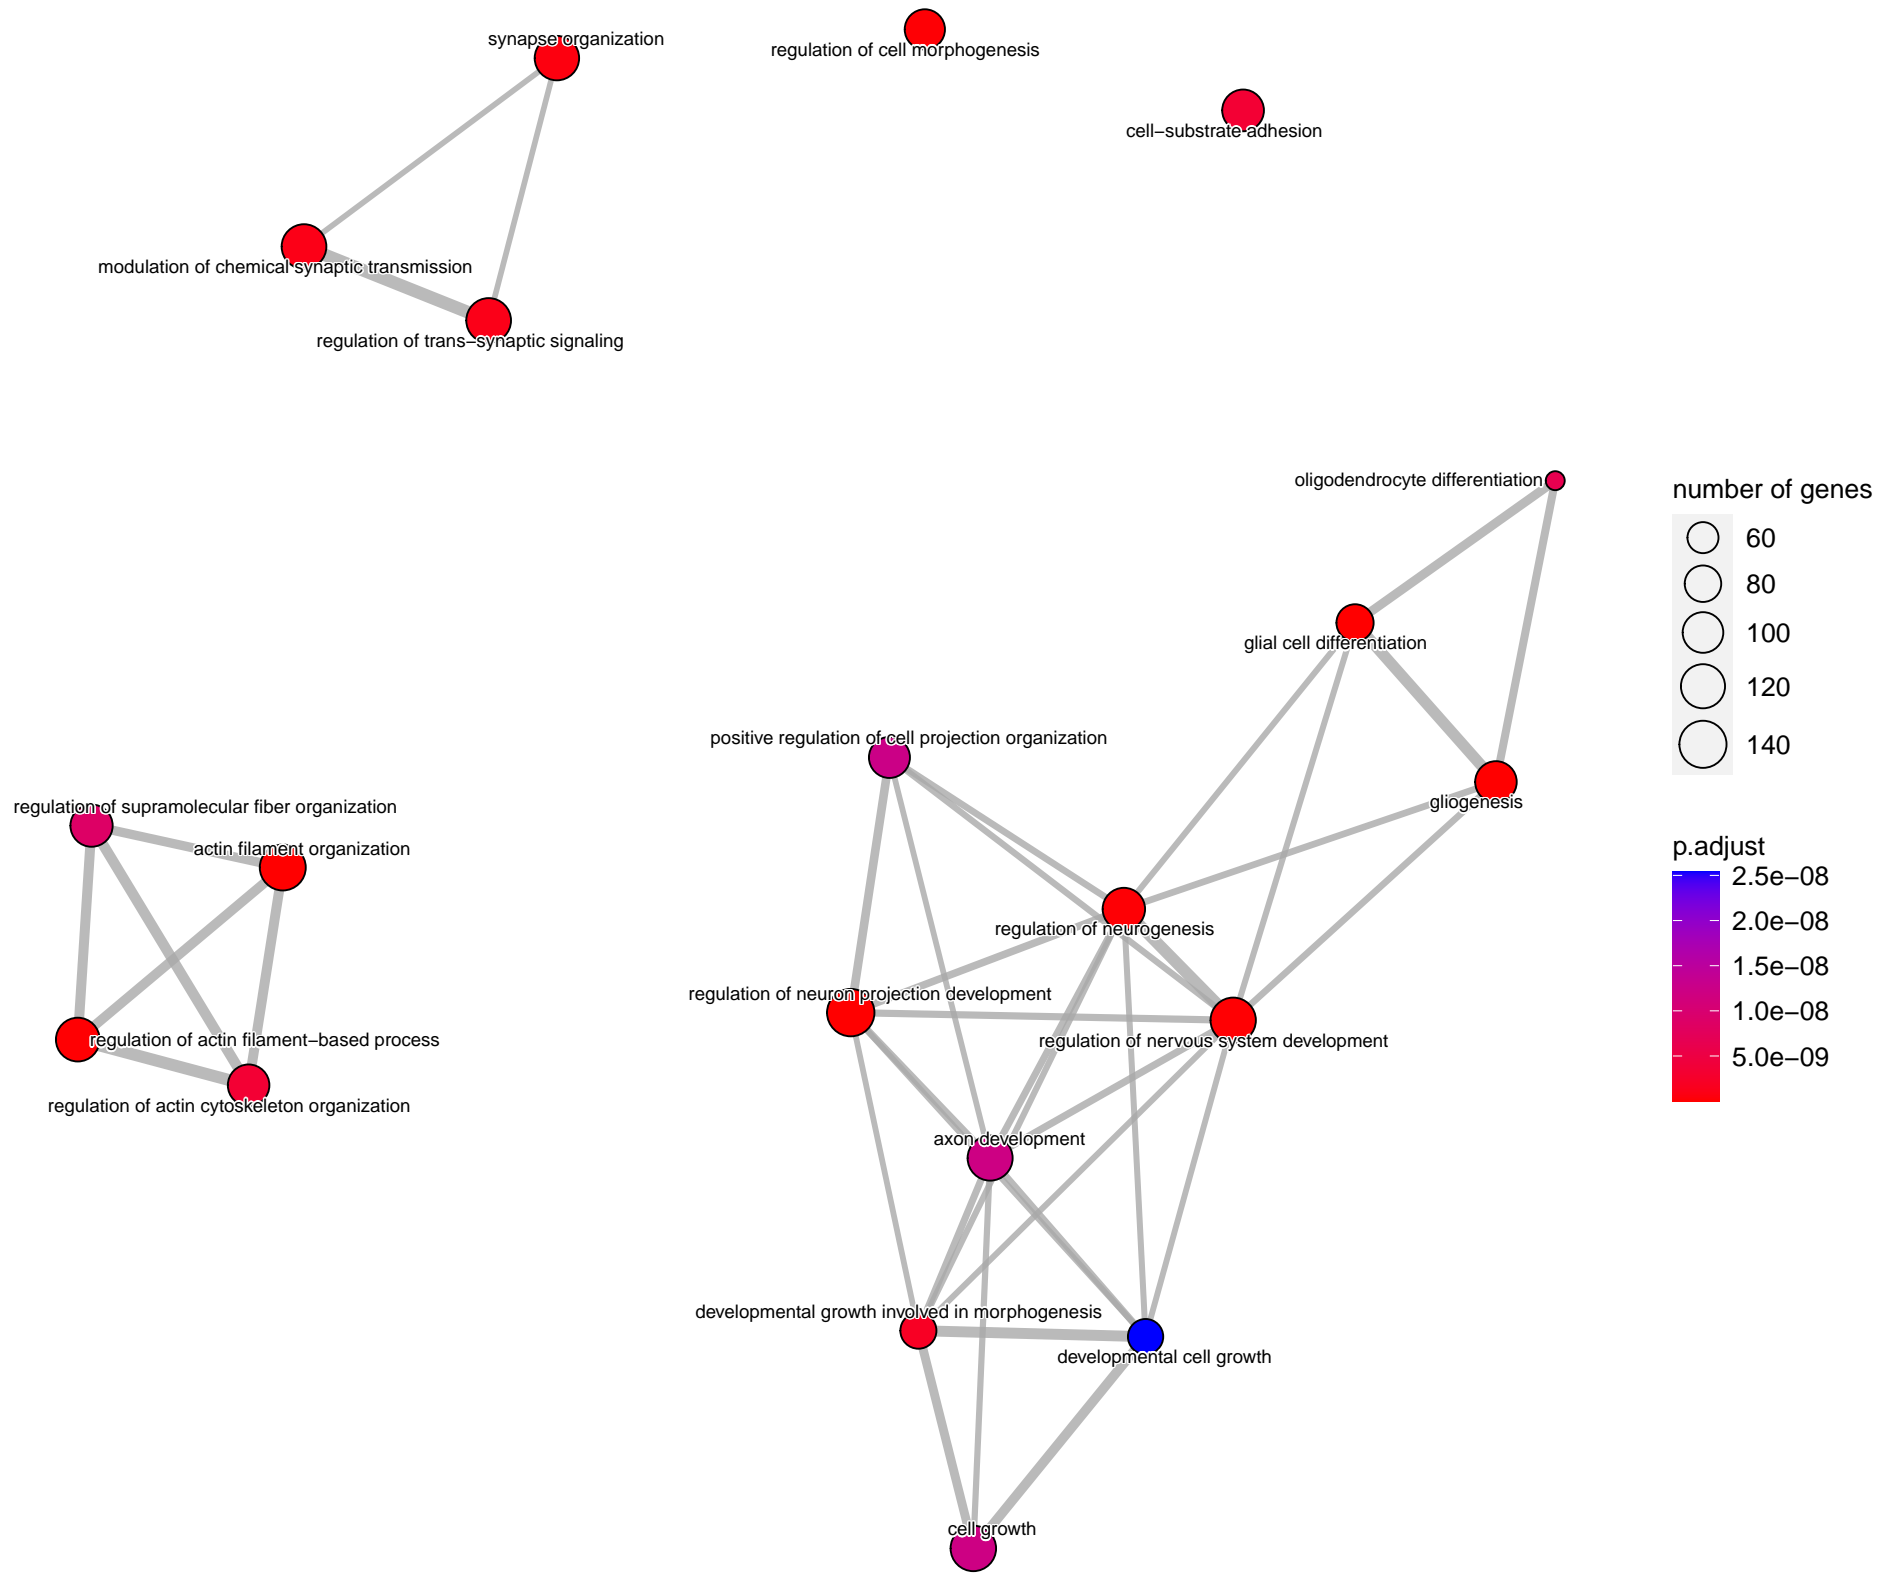 synapse organization
regulation of cell morphogenesis
cell−substrate adhesion
modulation of chemical synaptic transmission
regulation of trans−synaptic signaling
oligodendrocyte differentiation
glial cell differentiation
positive regulation of cell projection organization
gliogenesis
regulation of supramolecular fiber organization
actin filament organization
regulation of neurogenesis
regulation of neuron projection development
regulation of actin filament−based process
regulation of nervous system development
regulation of actin cytoskeleton organization
axon development
developmental growth involved in morphogenesis
developmental cell growth
cell growth
number of genes
60
80
100
120
140
p.adjust
2.5e−08
2.0e−08
1.5e−08
1.0e−08
5.0e−09